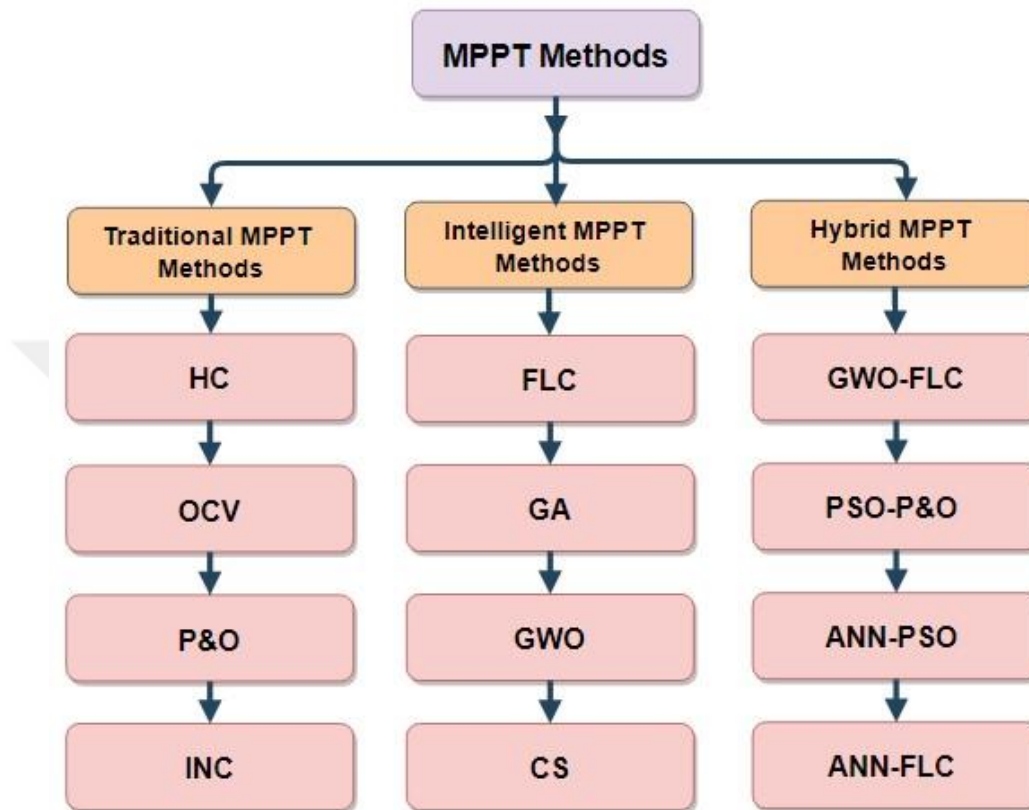 MPPT Methods
Traditional MPPT
Methods
HC
OCV
P&O
INC
Intelligent MPPT
Methods
FLC
GA
GWO
CS
Hybrid MPPT
Methods
GWO-FLC
PSO-P&O
ANN-PSO
ANN-FLC